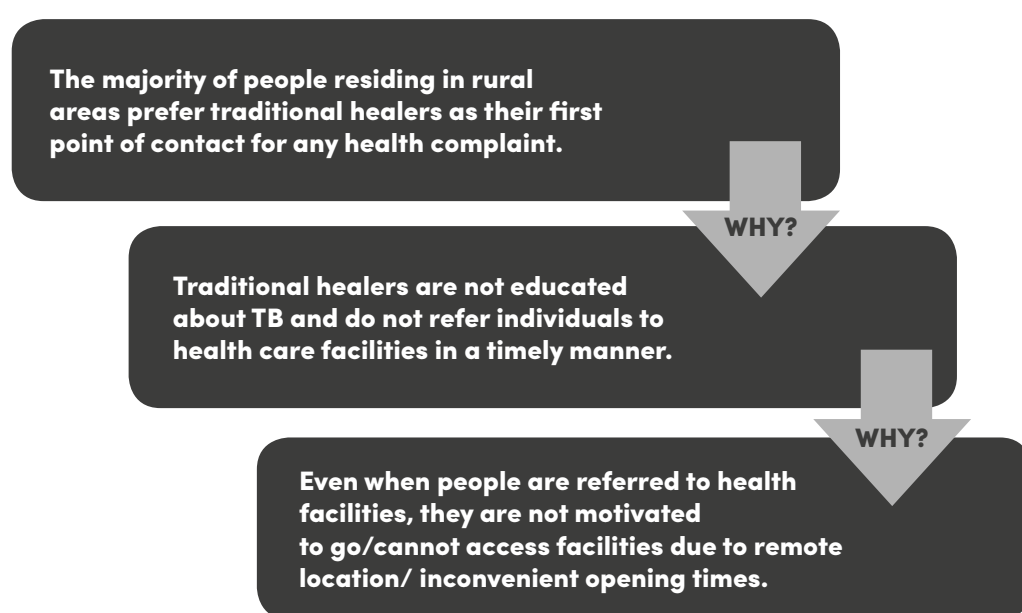 The majority of people residing in rural
areas prefer traditional healers as their first
point of contact for any health complaint.
WHY?
Traditional healers are not educated
about TB and do not refer individuals to
health care facilities in a timely manner.
WHY?
Even when people are referred to health
facilities, they are not motivated
to go/cannot access facilities due to remote
location/ inconvenient opening times.